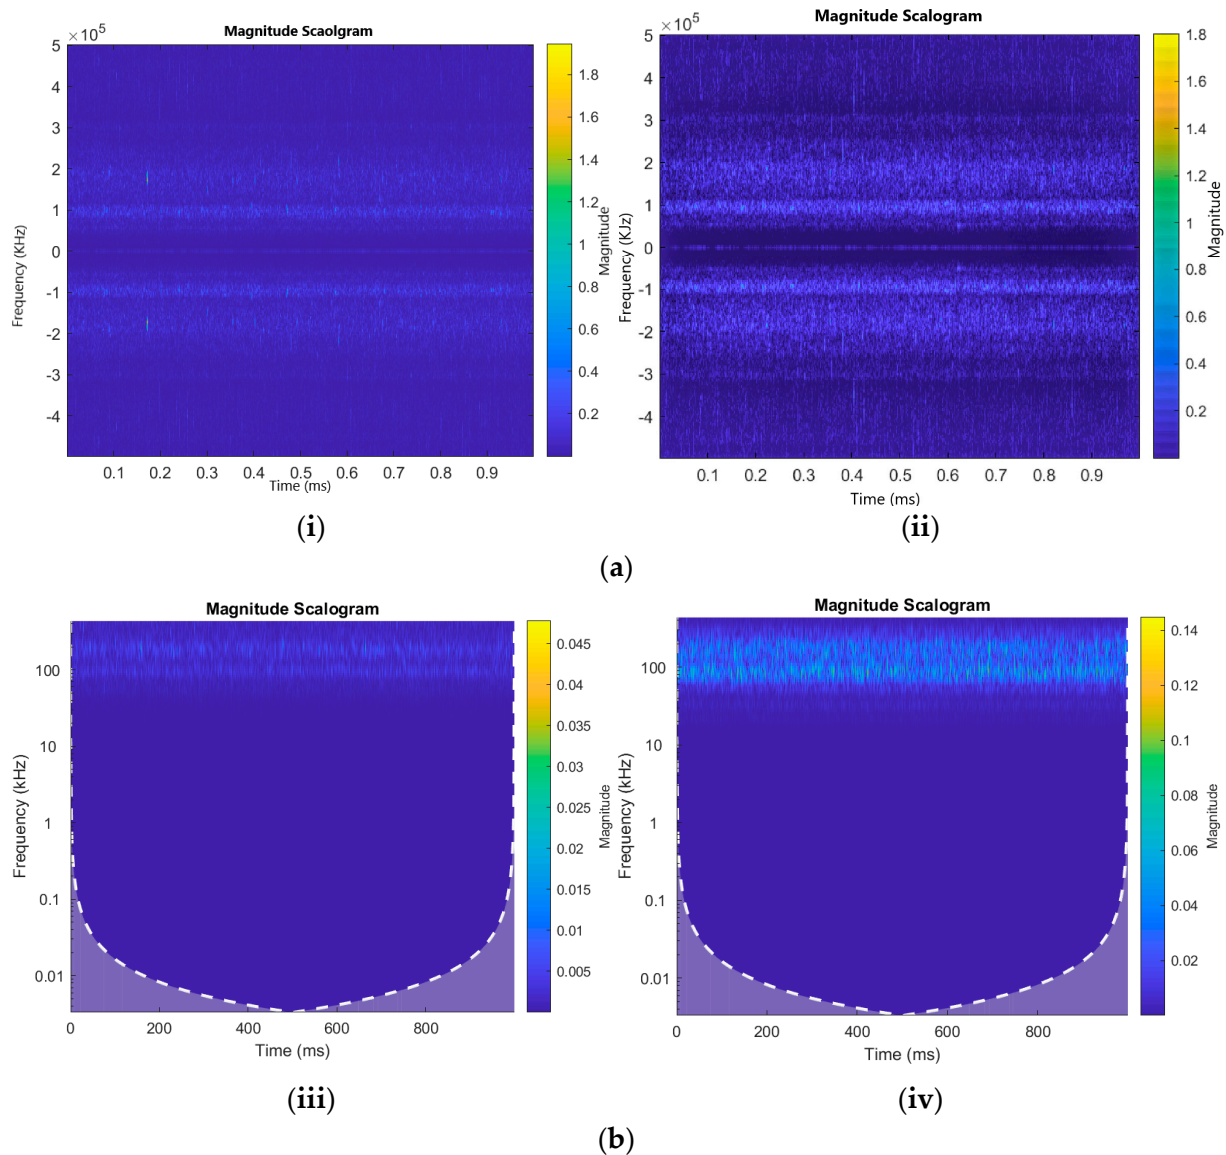 Magnitude Scaolgram
×10⁵
5
4
3
2
1
0
-1
-2
-3
-4
Frequency (KHz)
0.1 0.2 0.3 0.4 0.5 0.6 0.7 0.8 0.9
Time (ms)
1.8
1.6
1.4
1.2
1
0.8
0.6
0.4
0.2
Magnitude
(i)
Magnitude Scalogram
×10⁵
5
4
3
2
1
0
-1
-2
-3
-4
Frequency (KJz)
0.1 0.2 0.3 0.4 0.5 0.6 0.7 0.8 0.9
Time (ms)
1.8
1.6
1.4
1.2
1
0.8
0.6
0.4
0.2
Magnitude
(ii)
(a)
Magnitude Scalogram
100
10
1
0.1
0.01
Frequency (kHz)
0 200 400 600 800
Time (ms)
0.045
0.04
0.035
0.03
0.025
0.02
0.015
0.01
0.005
Magnitude
(iii)
Magnitude Scalogram
100
10
1
0.1
0.01
Frequency (kHz)
0 200 400 600 800
Time (ms)
0.14
0.12
0.1
0.08
0.06
0.04
0.02
Magnitude
(iv)
(b)